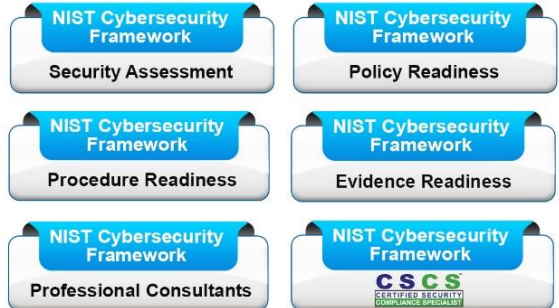 NIST Cybersecurity
Framework
Security Assessment
NIST Cybersecurity
Framework
Policy Readiness
NIST Cybersecurity
Framework
Procedure Readiness
NIST Cybersecurity
Framework
Evidence Readiness
NIST Cybersecurity
Framework
Professional Consultants
NIST Cybersecurity
Framework
CSCS
CERTIFIED SECURITY
COMPLIANCE SPECIALIST